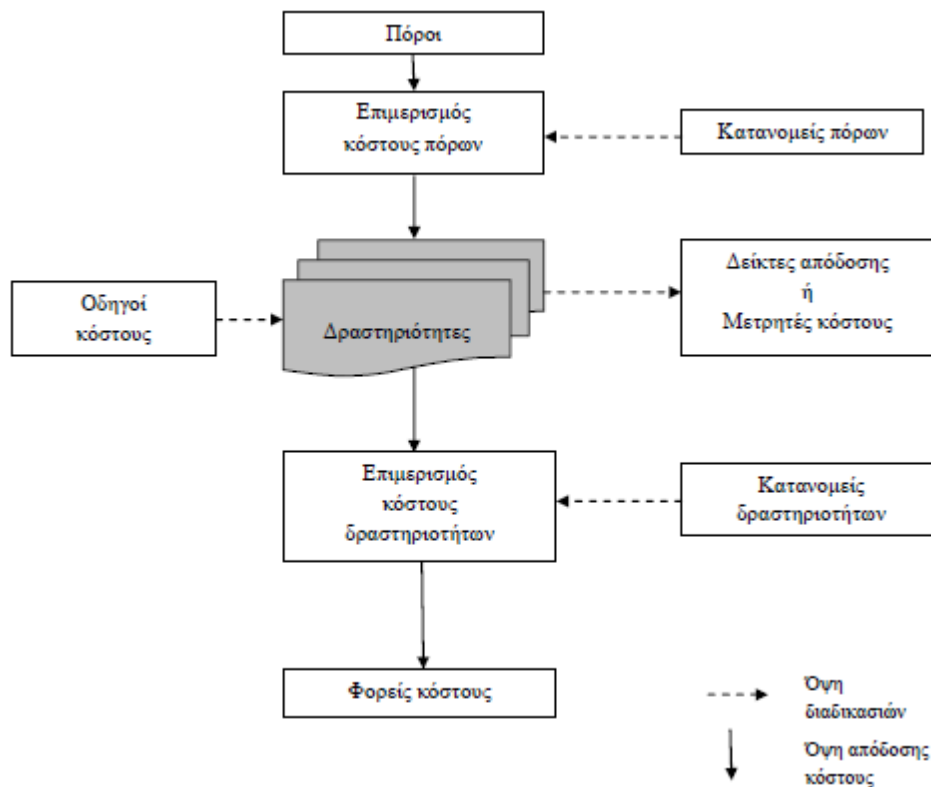 Πόροι
Επιμερισμός
κόστους πόρων
Κατανομείς πόρων
Δείκτες απόδοσης
ή
Μετρητές κόστους
Οδηγοί
κόστους
Δραστηριότητες
Επιμερισμός
κόστους
δραστηριοτήτων
Κατανομείς
δραστηριοτήτων
Φορείς κόστους
Όψη
διαδικασιών
Όψη απόδοσης
κόστους